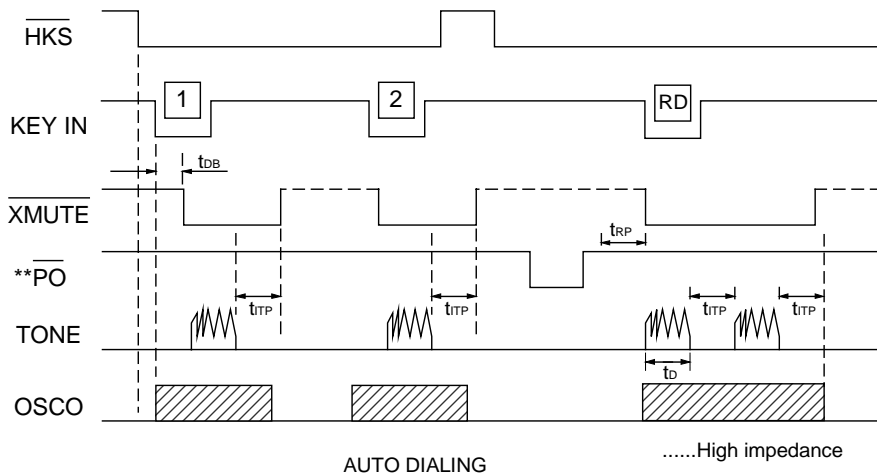 HKS
KEY IN
1
2
RD
tDB
XMUTE
tRP
**PO
tITP
tITP
tITP
tITP
TONE
tD
OSCO
......High impedance
AUTO DIALING